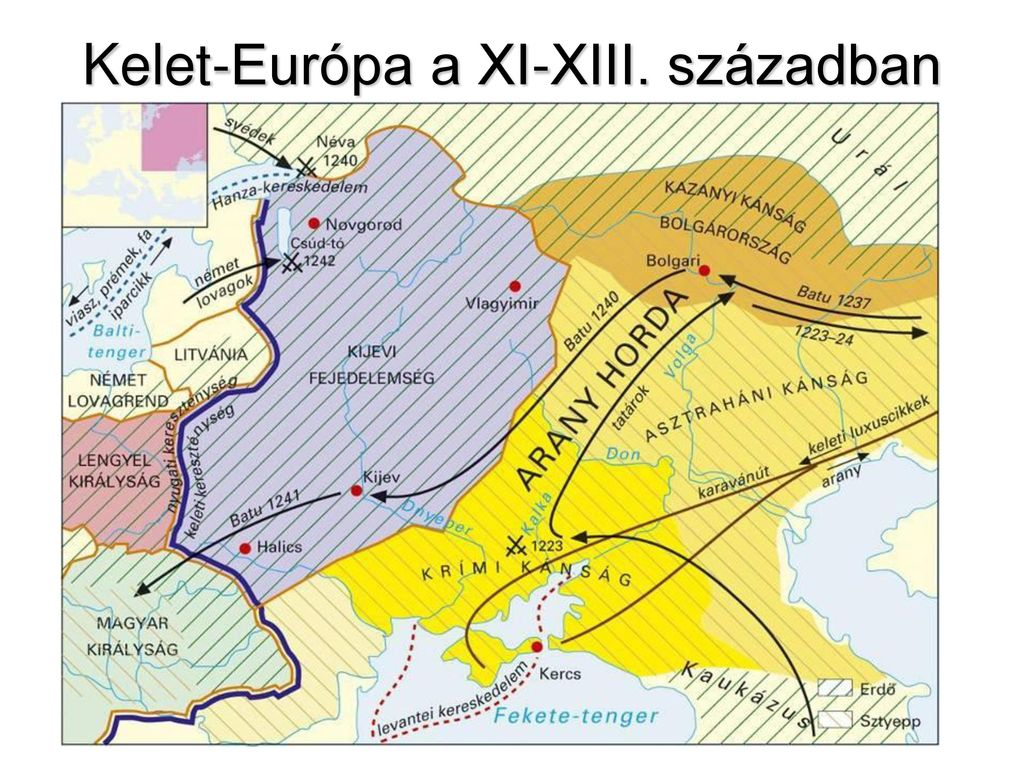 Kelet-Európa a XI-XIII. században
svédek
Néva
1240
Hanza-kereskedelem
Novgorod
Csúd-tó
1242
német
lovagok
viasz, prémek, fa
iparcikk
Balti-
tenger
LITVÁNIA
NÉMET
LOVAGREND
LENGYEL
KIRÁLYSÁG
nyugati kereszténység
keleti kereszténység
KIJEVI
FEJEDELEMSÉG
Vlagyimir
Urál
KAZANYI KÁNSÁG
BOLGÁRORSZÁG
Bolgari
Batu 1237
1223–24
Batu 1240
ARANY HORDA
tatárok
Volga
ASZTRAHÁNI KÁNSÁG
keleti luxuscikkek
arany
karavánút
Don
Kijev
Dnyeper
Kalka
1223
Batu 1241
Halics
KRÍMI KÁNSÁG
MAGYAR
KIRÁLYSÁG
Kercs
levantei kereskedelem
Fekete-tenger
Kaukázus
Erdő
Sztyepp